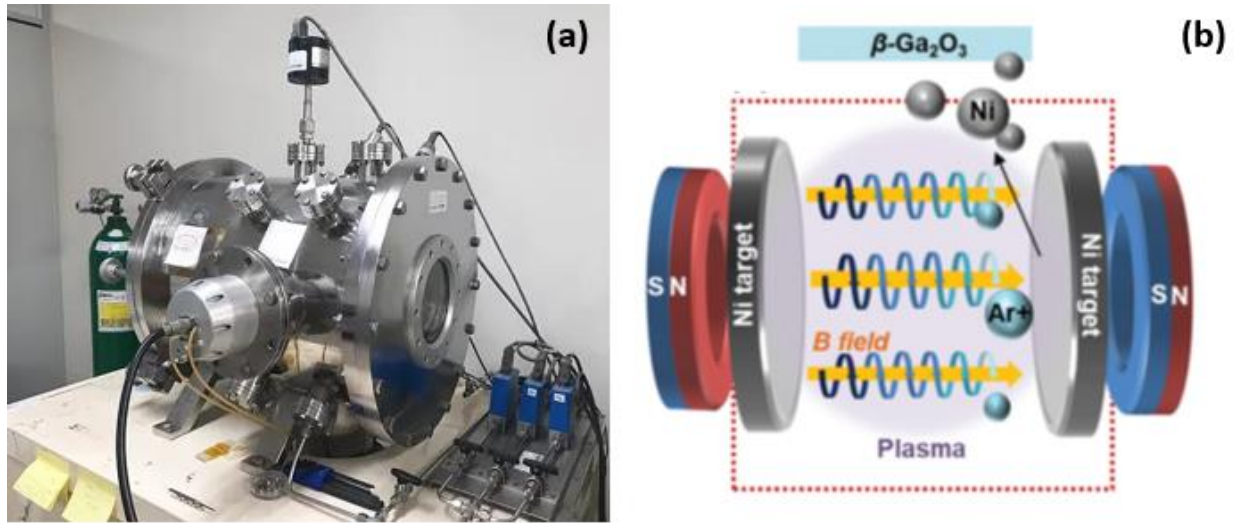 (a)
(b)
β-Ga₂O₃
Ni
Ni target
Ni target
S N
S N
Ar+
B field
Plasma